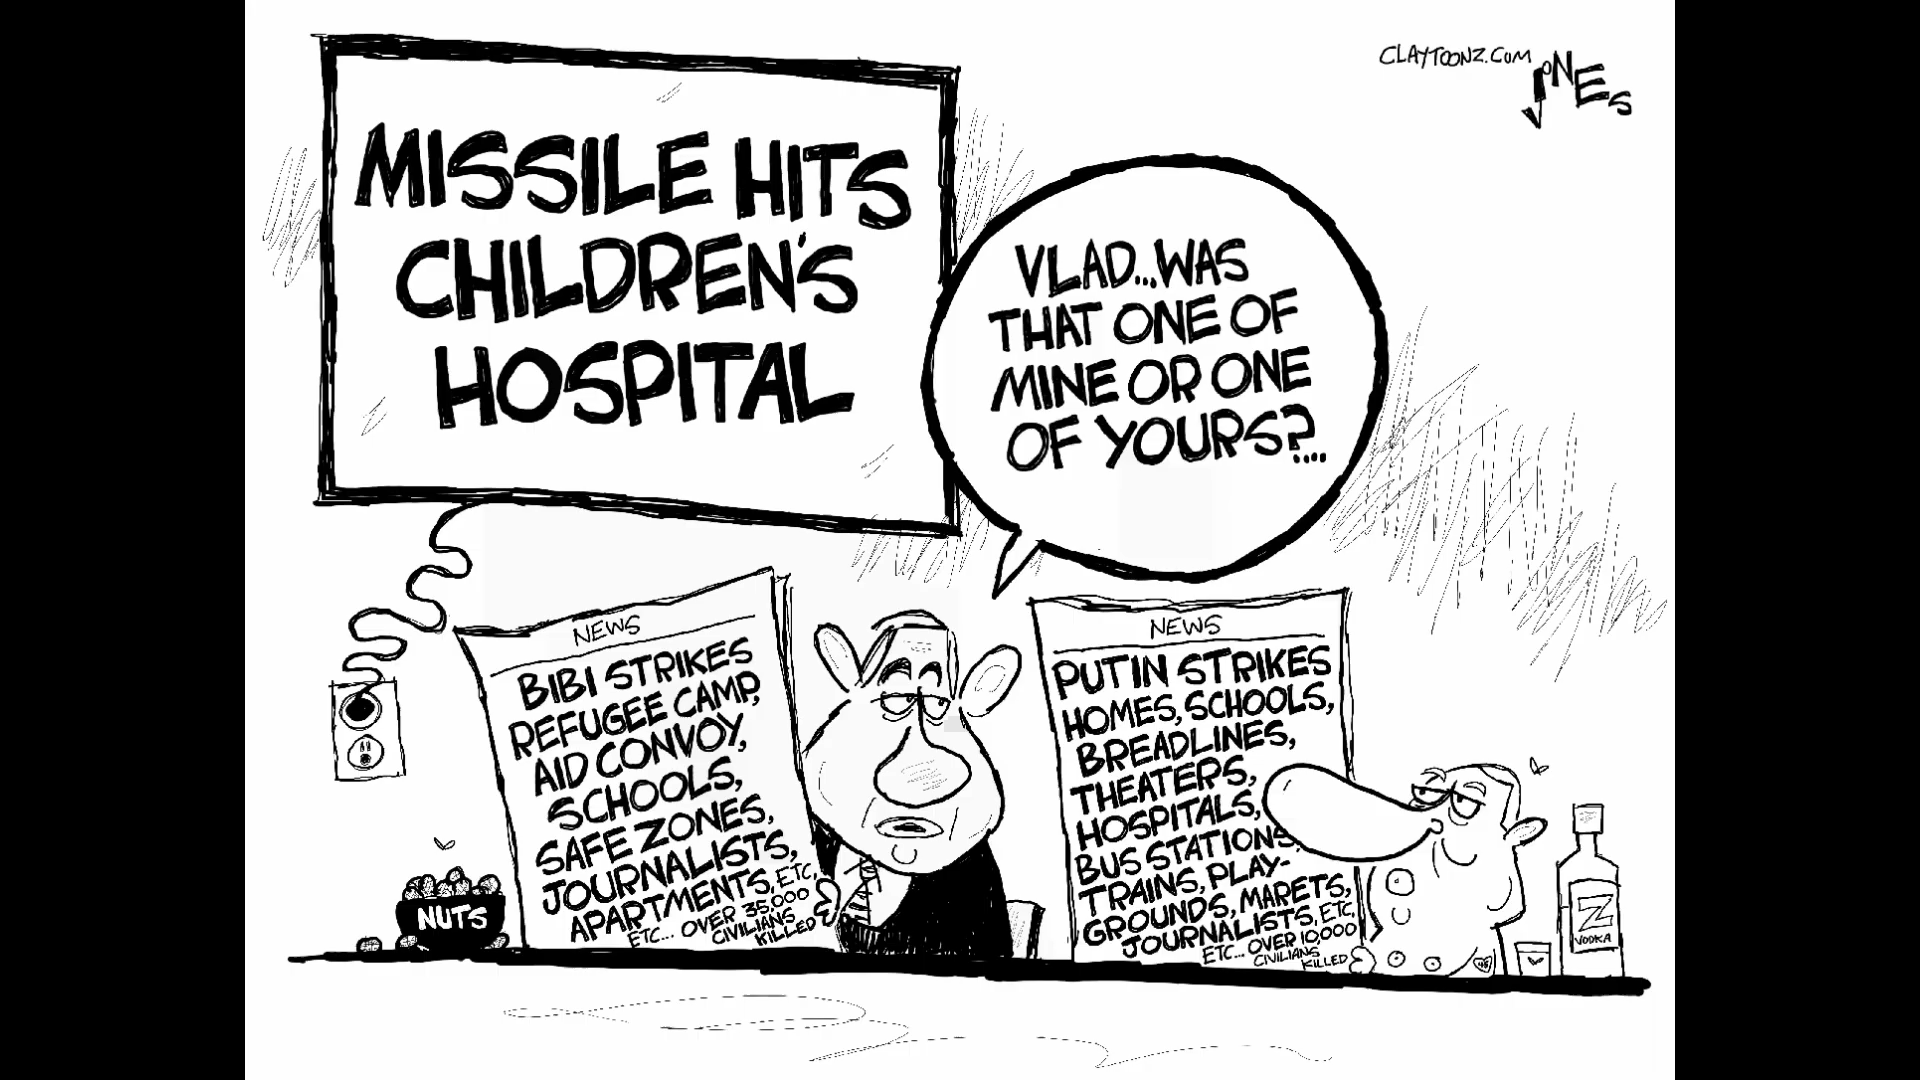 CLAYTOONZ.COM
JONES
MISSILE HITS
CHILDREN'S
HOSPITAL
VLAD...WAS
THAT ONE OF
MINE OR ONE
OF YOURS?....
NEWS
BIBI STRIKES
REFUGEE CAMP,
AID CONVOY,
SCHOOLS,
SAFE ZONES,
JOURNALISTS,
APARTMENTS, ETC,
ETC... OVER 35,000
CIVILIANS
KILLED
NEWS
PUTIN STRIKES
HOMES, SCHOOLS,
BREADLINES,
THEATERS,
HOSPITALS,
BUS STATIONS,
TRAINS, PLAY-
GROUNDS, MARETS,
JOURNALISTS, ETC,
ETC... OVER 10,000
CIVILIANS
KILLED
NUTS
Z
VODKA